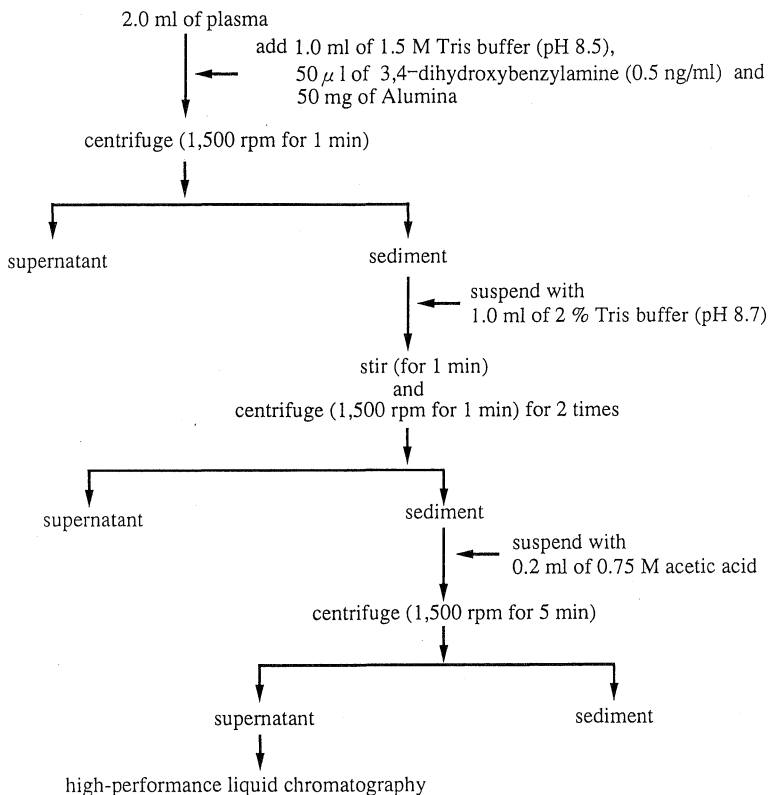 2.0 ml of plasma
add 1.0 ml of 1.5 M Tris buffer (pH 8.5),
50 μl of 3,4-dihydroxybenzylamine (0.5 ng/ml) and
50 mg of Alumina
centrifuge (1,500 rpm for 1 min)
supernatant
sediment
suspend with
1.0 ml of 2 % Tris buffer (pH 8.7)
stir (for 1 min)
and
centrifuge (1,500 rpm for 1 min) for 2 times
supernatant
sediment
suspend with
0.2 ml of 0.75 M acetic acid
centrifuge (1,500 rpm for 5 min)
supernatant
sediment
high-performance liquid chromatography